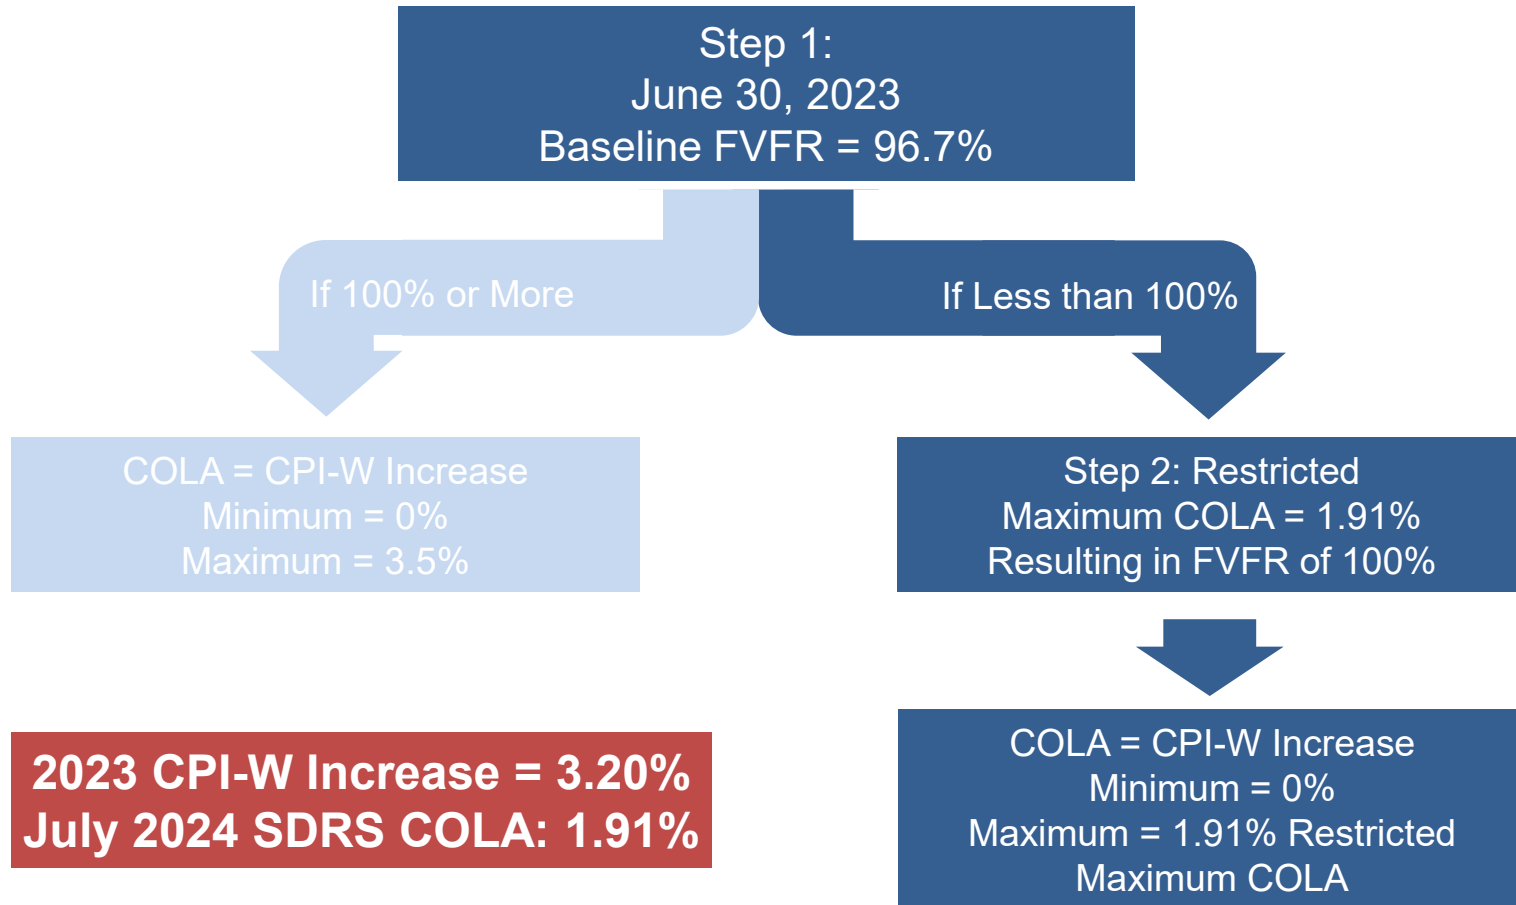 Step 1:
June 30, 2023
Baseline FVFR = 96.7%
If 100% or More
If Less than 100%
COLA = CPI-W Increase
Minimum = 0%
Maximum = 3.5%
Step 2: Restricted
Maximum COLA = 1.91%
Resulting in FVFR of 100%
2023 CPI-W Increase = 3.20%
July 2024 SDRS COLA: 1.91%
COLA = CPI-W Increase
Minimum = 0%
Maximum = 1.91% Restricted
Maximum COLA